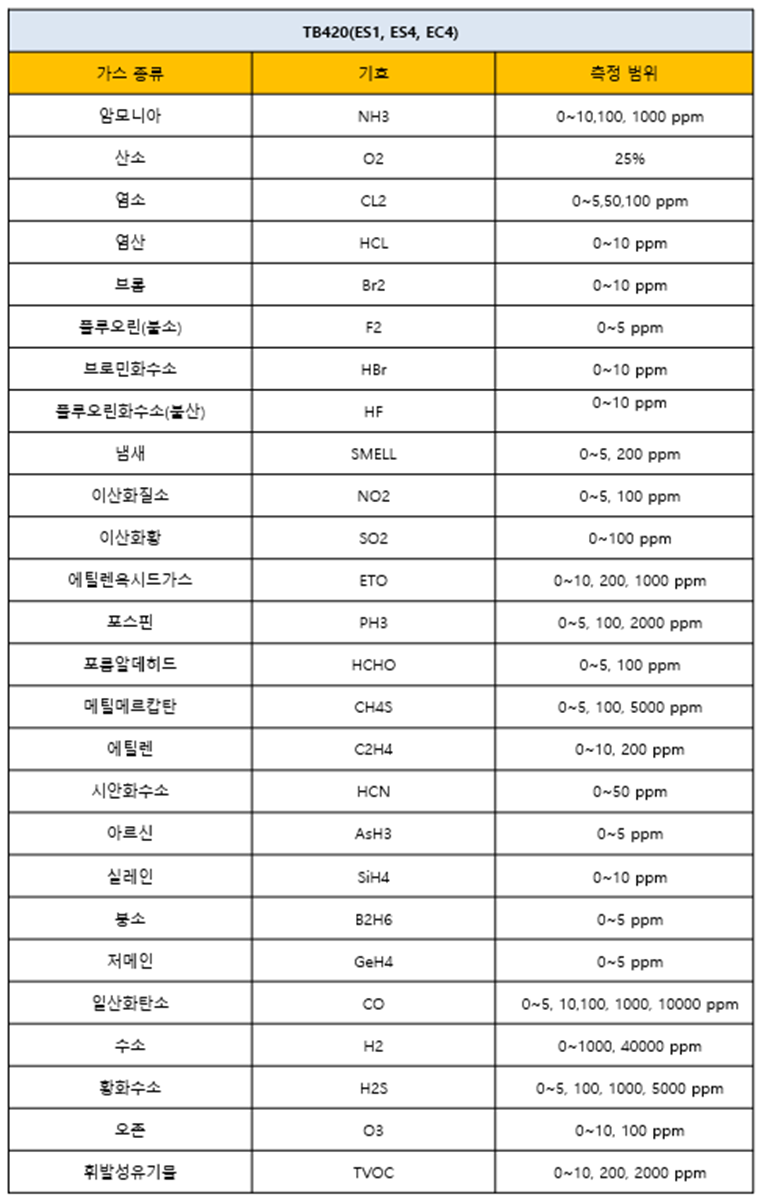 TB420(ES1, ES4, EC4)
가스 종류 기호 측정 범위
암모니아 NH3 0~10,100, 1000 ppm
산소 O2 25%
염소 CL2 0~5,50,100 ppm
염산 HCL 0~10 ppm
브롬 Br2 0~10 ppm
플루오린(불소) F2 0~5 ppm
브로민화수소 HBr 0~10 ppm
플루오린화수소(불산) HF 0~10 ppm
냄새 SMELL 0~5, 200 ppm
이산화질소 NO2 0~5, 100 ppm
이산화황 SO2 0~100 ppm
에틸렌옥시드가스 ETO 0~10, 200, 1000 ppm
포스핀 PH3 0~5, 100, 2000 ppm
포름알데히드 HCHO 0~5, 100 ppm
메틸메르캅탄 CH4S 0~5, 100, 5000 ppm
에틸렌 C2H4 0~10, 200 ppm
시안화수소 HCN 0~50 ppm
아르신 AsH3 0~5 ppm
실레인 SiH4 0~10 ppm
붕소 B2H6 0~5 ppm
저메인 GeH4 0~5 ppm
일산화탄소 CO 0~5, 10,100, 1000, 10000 ppm
수소 H2 0~1000, 40000 ppm
황화수소 H2S 0~5, 100, 1000, 5000 ppm
오존 O3 0~10, 100 ppm
휘발성유기물 TVOC 0~10, 200, 2000 ppm